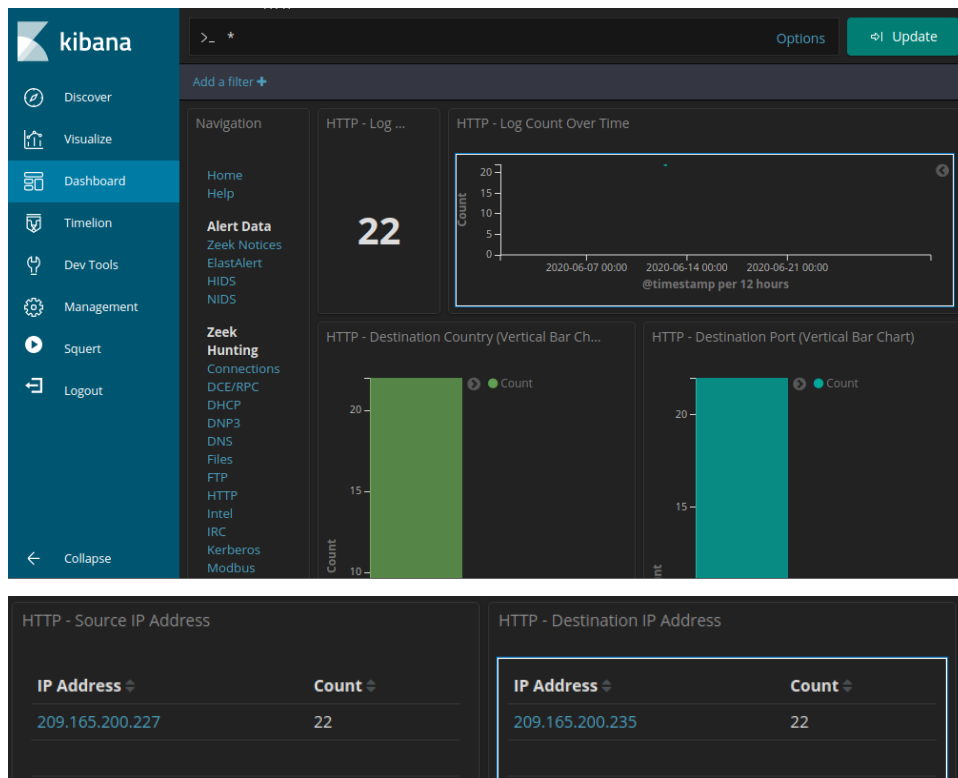 kibana
>_ *
Options
Update
Add a filter +
Discover
Visualize
Dashboard
Timelion
Dev Tools
Management
Squert
Logout
Collapse
Navigation
Home
Help
Alert Data
Zeek Notices
ElastAlert
HIDS
NIDS
Zeek
Hunting
Connections
DCE/RPC
DHCP
DNP3
DNS
Files
FTP
HTTP
Intel
IRC
Kerberos
Modbus
HTTP - Log ...
22
HTTP - Log Count Over Time
20
15
10
5
0
Count
2020-06-07 00:00
2020-06-14 00:00
2020-06-21 00:00
@timestamp per 12 hours
HTTP - Destination Country (Vertical Bar Ch...
Count
20
15
10
Count
HTTP - Destination Port (Vertical Bar Chart)
Count
20
15
HTTP - Source IP Address
IP Address Count
209.165.200.227 22
HTTP - Destination IP Address
IP Address Count
209.165.200.235 22